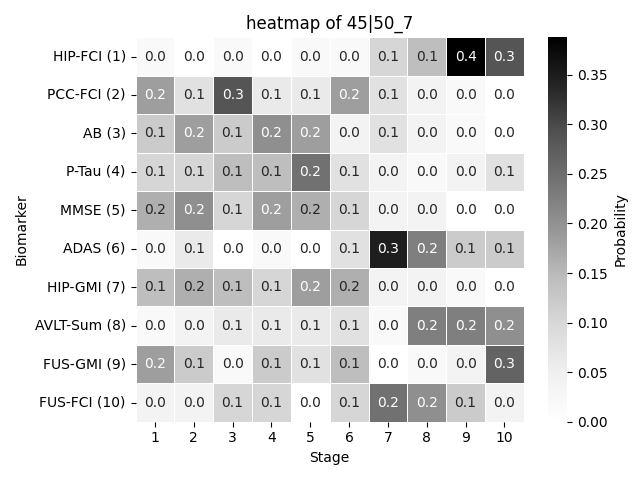 heatmap of 45|50_7
HIP-FCI (1) 0.0 0.0 0.0 0.0 0.0 0.0 0.1 0.1 0.4 0.3
PCC-FCI (2) 0.2 0.1 0.3 0.1 0.1 0.2 0.1 0.0 0.0 0.0
AB (3) 0.1 0.2 0.1 0.2 0.2 0.0 0.1 0.0 0.0 0.0
P-Tau (4) 0.1 0.1 0.1 0.1 0.2 0.1 0.0 0.0 0.0 0.1
MMSE (5) 0.2 0.2 0.1 0.2 0.2 0.1 0.0 0.0 0.0 0.0
ADAS (6) 0.0 0.1 0.0 0.0 0.0 0.1 0.3 0.2 0.1 0.1
HIP-GMI (7) 0.1 0.2 0.1 0.1 0.2 0.2 0.0 0.0 0.0 0.0
AVLT-Sum (8) 0.0 0.0 0.1 0.1 0.1 0.1 0.0 0.2 0.2 0.2
FUS-GMI (9) 0.2 0.1 0.0 0.1 0.1 0.1 0.0 0.0 0.0 0.3
FUS-FCI (10) 0.0 0.0 0.1 0.1 0.0 0.1 0.2 0.2 0.1 0.0
1 2 3 4 5 6 7 8 9 10
Stage
Biomarker
0.35
0.30
0.25
0.20
0.15
0.10
0.05
0.00
Probability